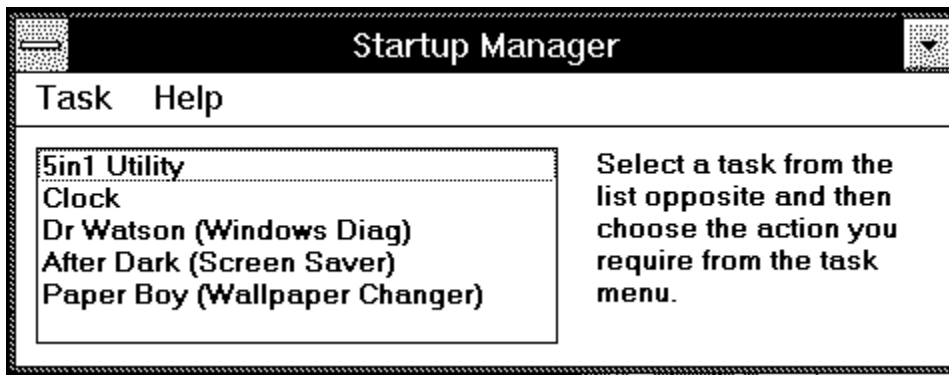 Startup Manager
Task Help
5in1 Utility
Clock
Dr Watson (Windows Diag)
After Dark (Screen Saver)
Paper Boy (Wallpaper Changer)
Select a task from the
list opposite and then
choose the action you
require from the task
menu.